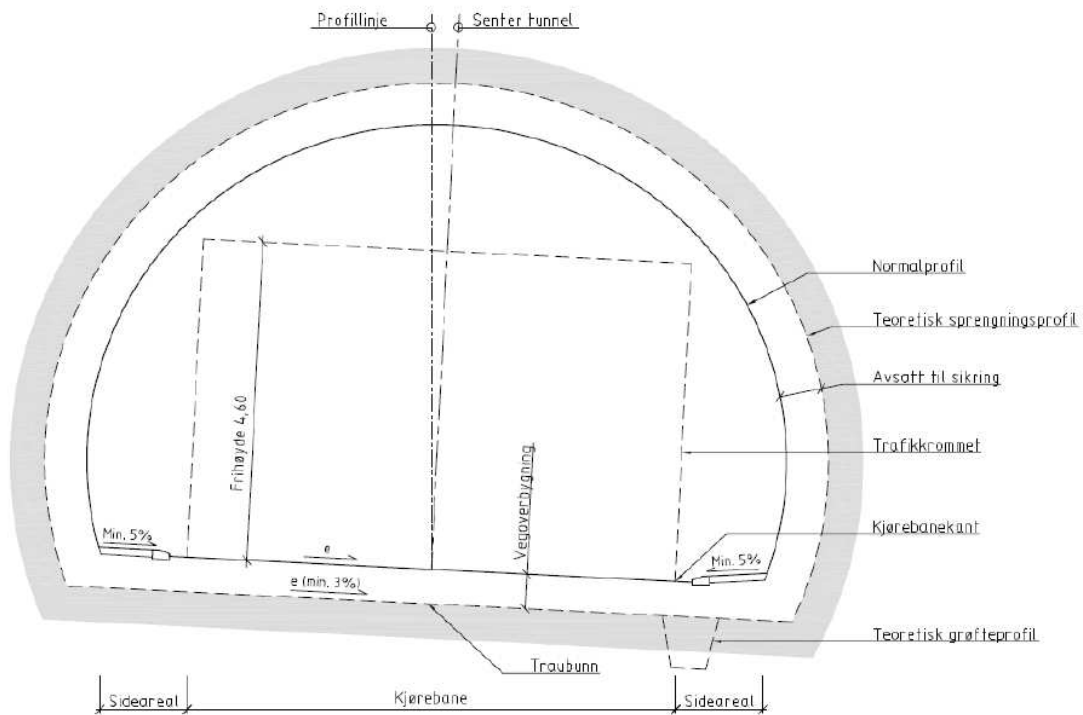 Profillinje
Senter tunnel
Normalprofil
Teoretisk sprengningsprofil
Avsatt til sikring
Frihøyde 4,60
Trafikkrommet
Vegoverbygning
Kjørebanekant
Min. 5%
e
Min. 5%
e (min. 3%)
Teoretisk grøfteprofil
Traubunn
Sideareal
Kjørebane
Sideareal